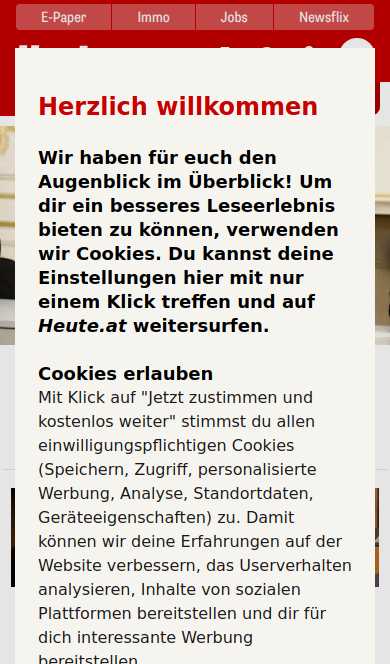 E-Paper Immo Jobs Newsflix
Herzlich willkommen
Wir haben für euch den
Augenblick im Überblick! Um
dir ein besseres Leseerlebnis
bieten zu können, verwenden
wir Cookies. Du kannst deine
Einstellungen hier mit nur
einem Klick treffen und auf
Heute.at weitersurfen.
Cookies erlauben
Mit Klick auf "Jetzt zustimmen und
kostenlos weiter" stimmst du allen
einwilligungspflichtigen Cookies
(Speichern, Zugriff, personalisierte
Werbung, Analyse, Standortdaten,
Geräteeigenschaften) zu. Damit
können wir deine Erfahrungen auf der
Website verbessern, das Userverhalten
analysieren, Inhalte von sozialen
Plattformen bereitstellen und dir für
dich interessante Werbung
bereitstellen.